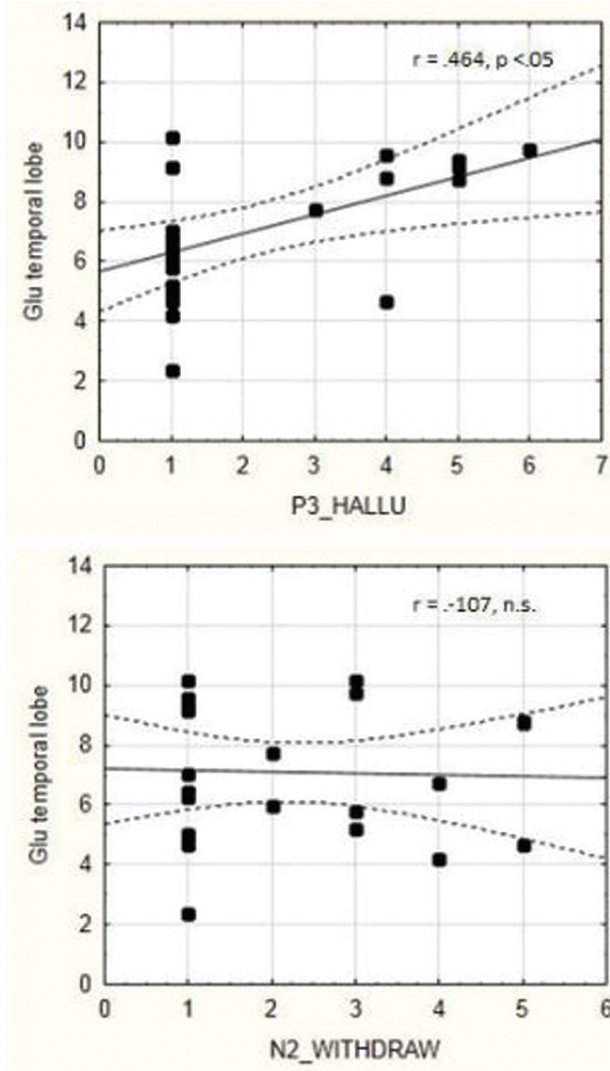 14
r = .464, p <.05
12
10
8
6
4
2
0
Glu temporal lobe
0 1 2 3 4 5 6 7
P3_HALLU
14
r = .-107, n.s.
12
10
8
6
4
2
0
Glu temporal lobe
0 1 2 3 4 5 6
N2_WITHDRAW